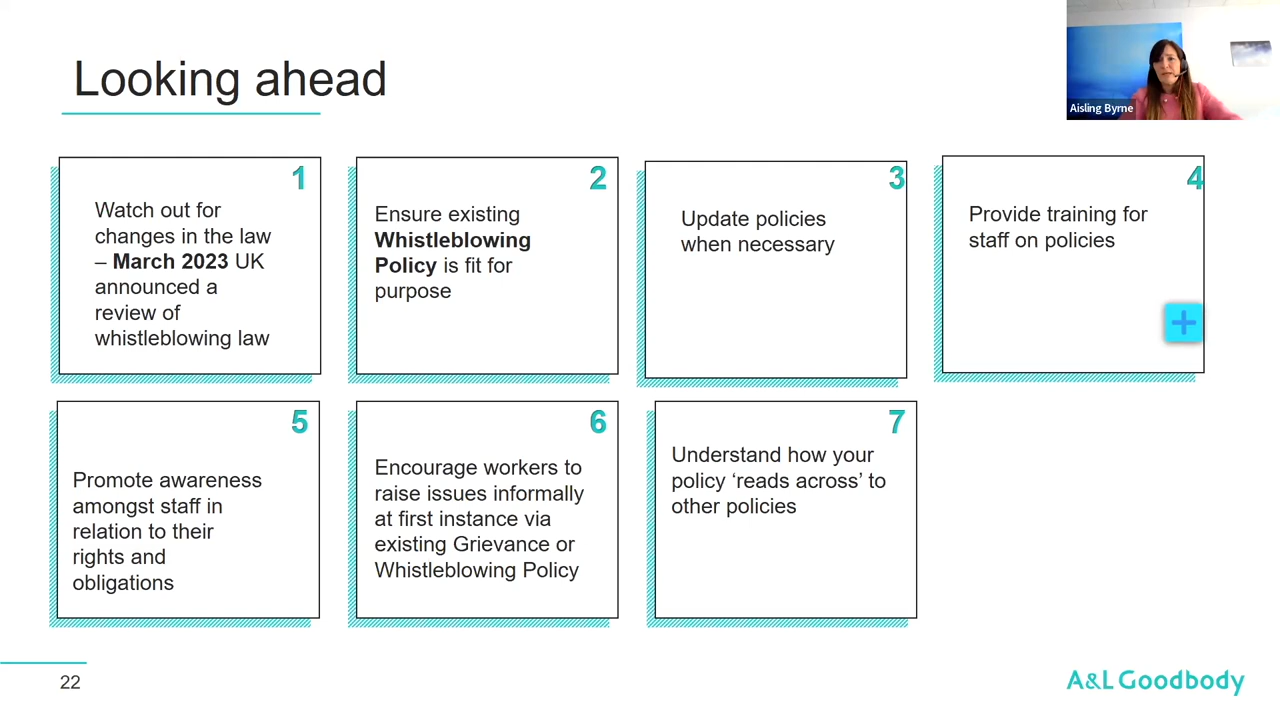 Looking ahead
Aisling Byrne
1
Watch out for
changes in the law
– March 2023 UK
announced a
review of
whistleblowing law
2
Ensure existing
Whistleblowing
Policy is fit for
purpose
3
Update policies
when necessary
4
Provide training for
staff on policies
5
Promote awareness
amongst staff in
relation to their
rights and
obligations
6
Encourage workers to
raise issues informally
at first instance via
existing Grievance or
Whistleblowing Policy
7
Understand how your
policy ‘reads across’ to
other policies
22
A&L Goodbody